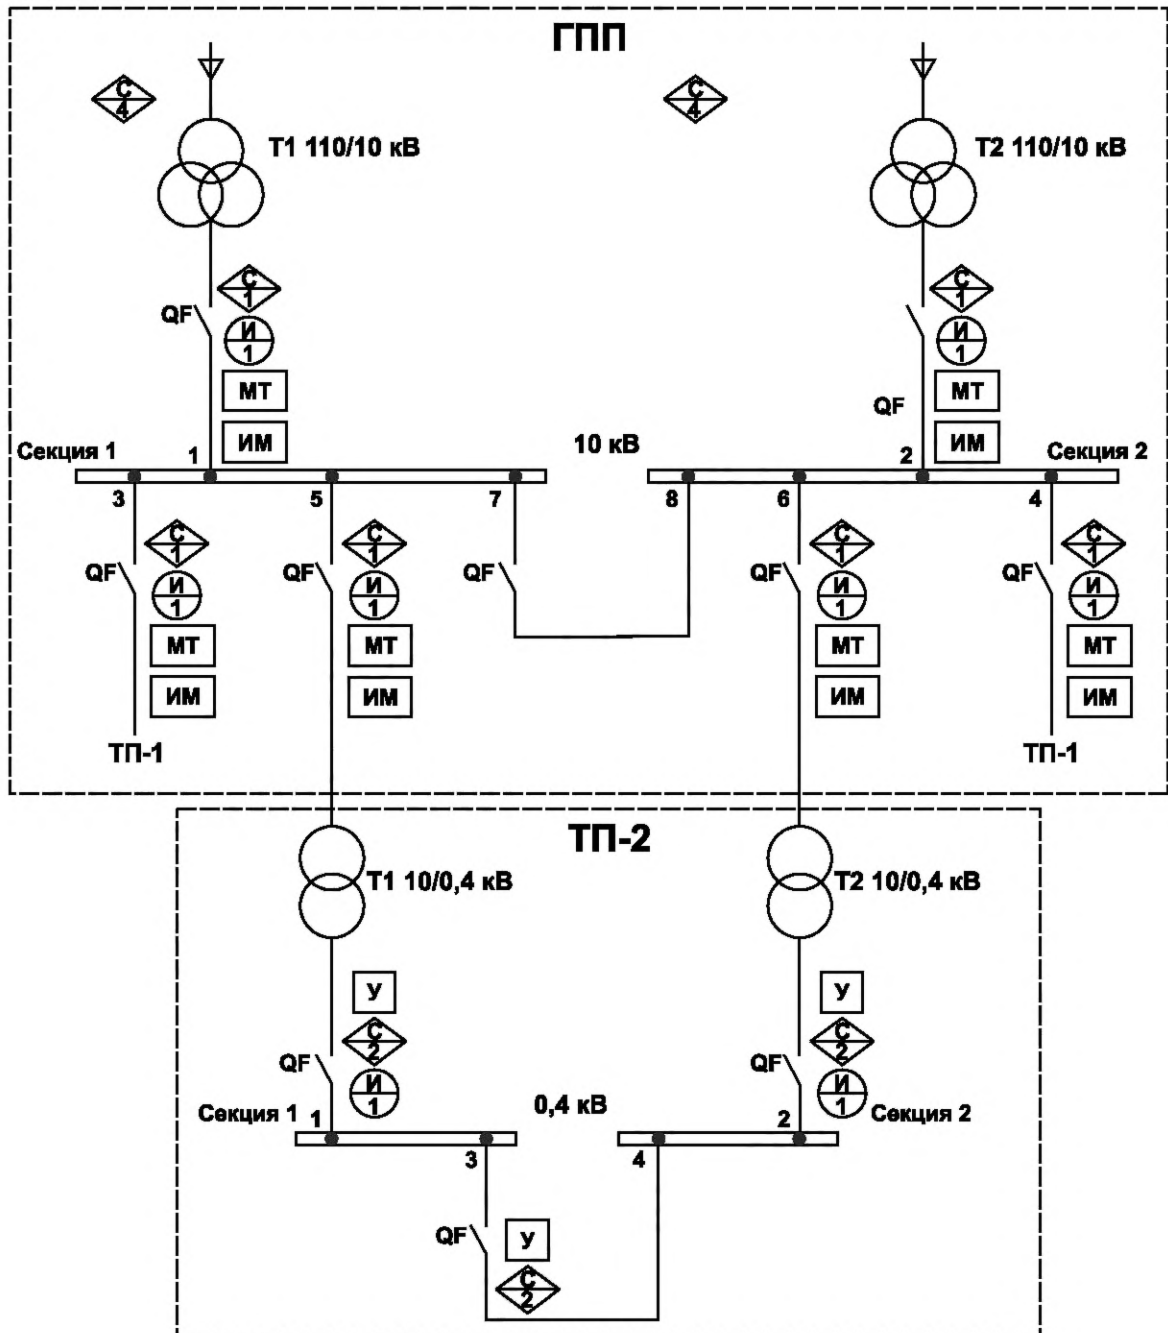 ГПП
С
4
С
4
Т1 110/10 кВ
Т2 110/10 кВ
С
1
С
1
QF
И
1
И
1
МТ
МТ
QF
ИМ
ИМ
Секция 1
1
10 кВ
2
Секция 2
3
5
7
8
6
4
С
1
С
1
С
1
С
1
QF
QF
QF
QF
QF
И
1
И
1
И
1
И
1
МТ
МТ
МТ
МТ
ИМ
ИМ
ИМ
ИМ
ТП-1
ТП-1
ТП-2
Т1 10/0,4 кВ
Т2 10/0,4 кВ
У
У
С
2
С
2
QF
QF
И
1
И
1
Секция 1
1
0,4 кВ
2
Секция 2
3
4
QF
У
С
2